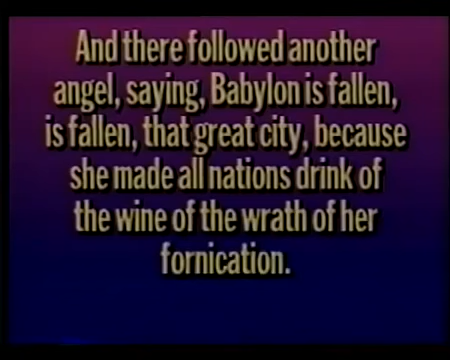 And there followed another
angel, saying, Babylon is fallen,
is fallen, that great city, because
she made all nations drink of
the wine of the wrath of her
fornication.